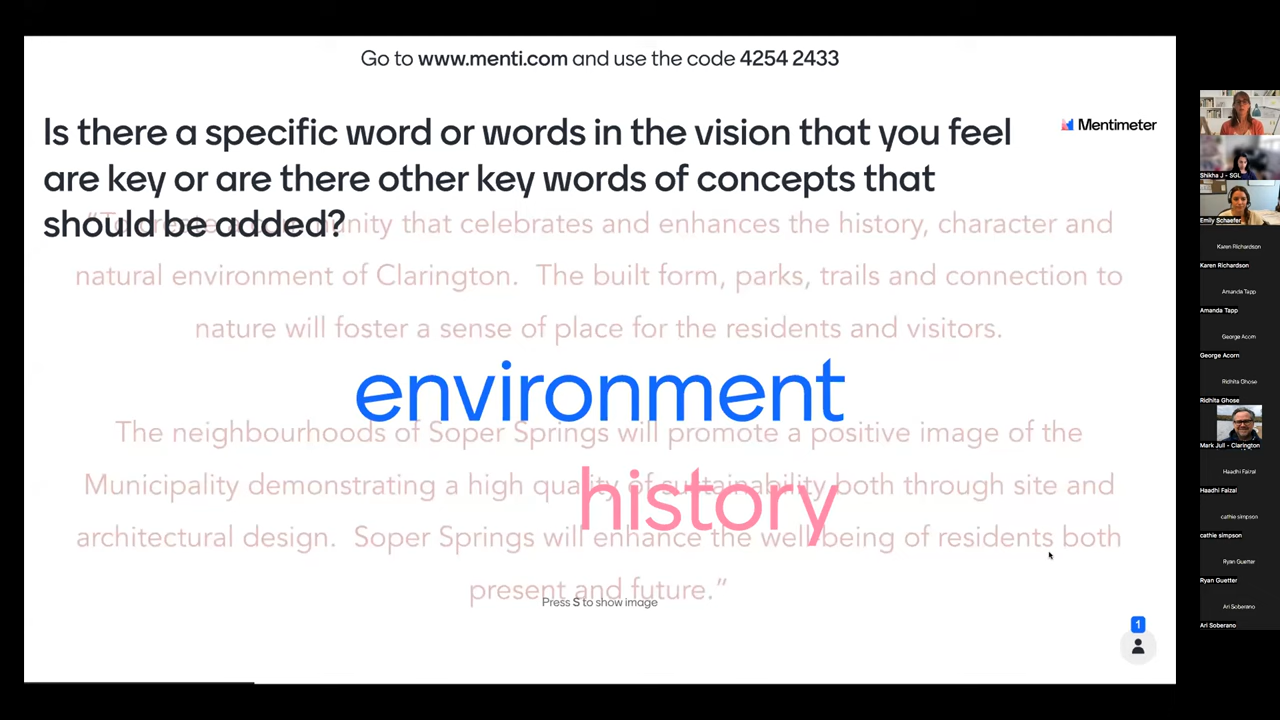 Go to www.menti.com and use the code 4254 2433
Mentimeter
Is there a specific word or words in the vision that you feel
are key or are there other key words of concepts that
should be added?
“To create a community that celebrates and enhances the history, character and
natural environment of Clarington. The built form, parks, trails and connection to
nature will foster a sense of place for the residents and visitors.
environment
The neighbourhoods of Soper Springs will promote a positive image of the
Municipality demonstrating a high quality of sustainability both through site and
history
architectural design. Soper Springs will enhance the well being of residents both
present and future.”
Press S to show image
1
Shikha J - SGL
Emily Schaefer
Karen Richardson
Karen Richardson
Amanda Tapp
Amanda Tapp
George Acorn
George Acorn
Ridhita Ghose
Ridhita Ghose
Mark Jull - Clarington
Haadhi Faizal
Haadhi Faizal
cathie simpson
cathie simpson
Ryan Guetter
Ryan Guetter
Ari Soberano
Ari Soberano